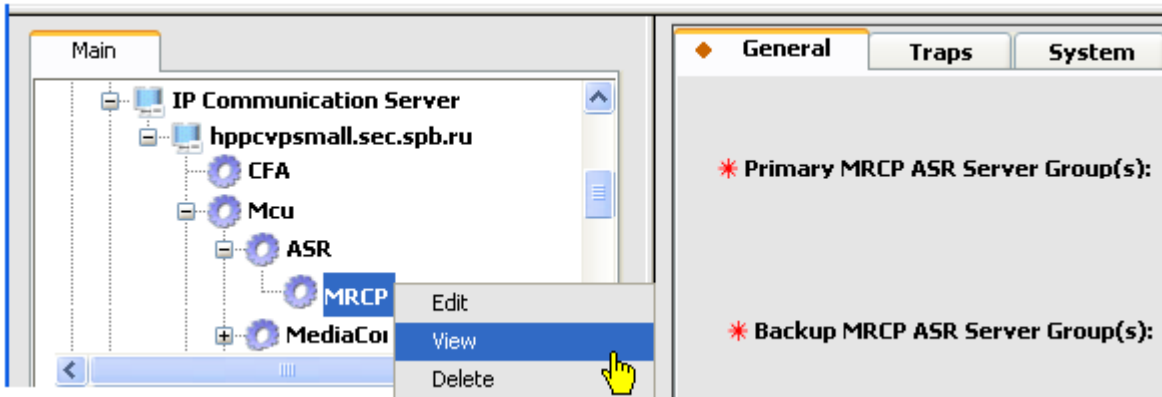 Main
IP Communication Server
hppcvpsmall.sec.spb.ru
CFA
Mcu
ASR
MRCP
MediaCo
Edit
View
Delete
General Traps System
* Primary MRCP ASR Server Group(s):
* Backup MRCP ASR Server Group(s):